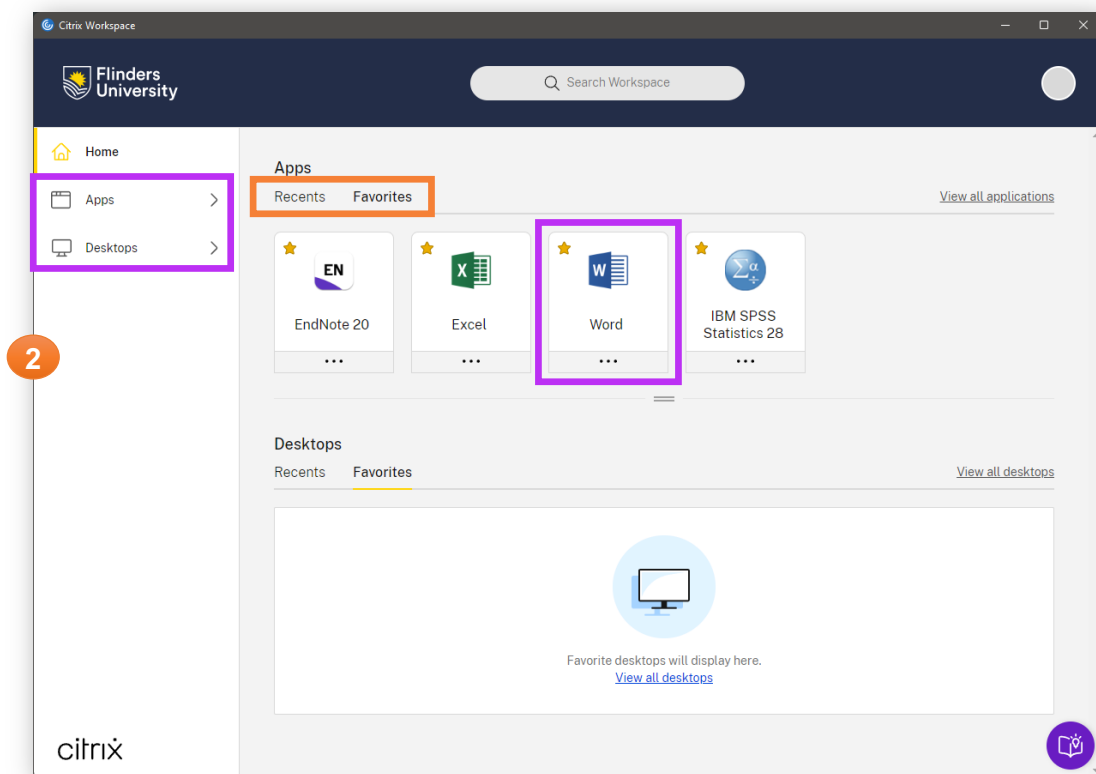 Citrix Workspace
Flinders
University
Search Workspace
Home
Apps
Desktops
2
Apps
Recents Favorites View all applications
EN
EndNote 20
X
Excel
W
Word
Σα
÷
IBM SPSS
Statistics 28
Desktops
Recents Favorites View all desktops
Favorite desktops will display here.
View all desktops
citrix